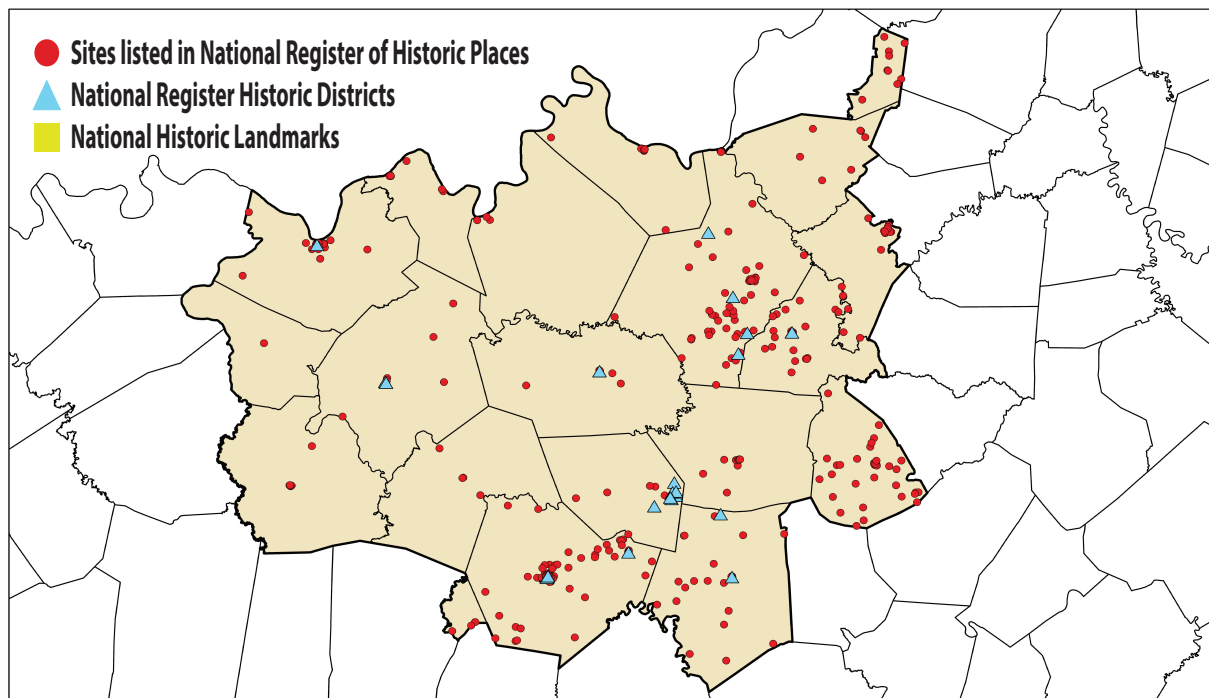 Sites listed in National Register of Historic Places
National Register Historic Districts
National Historic Landmarks